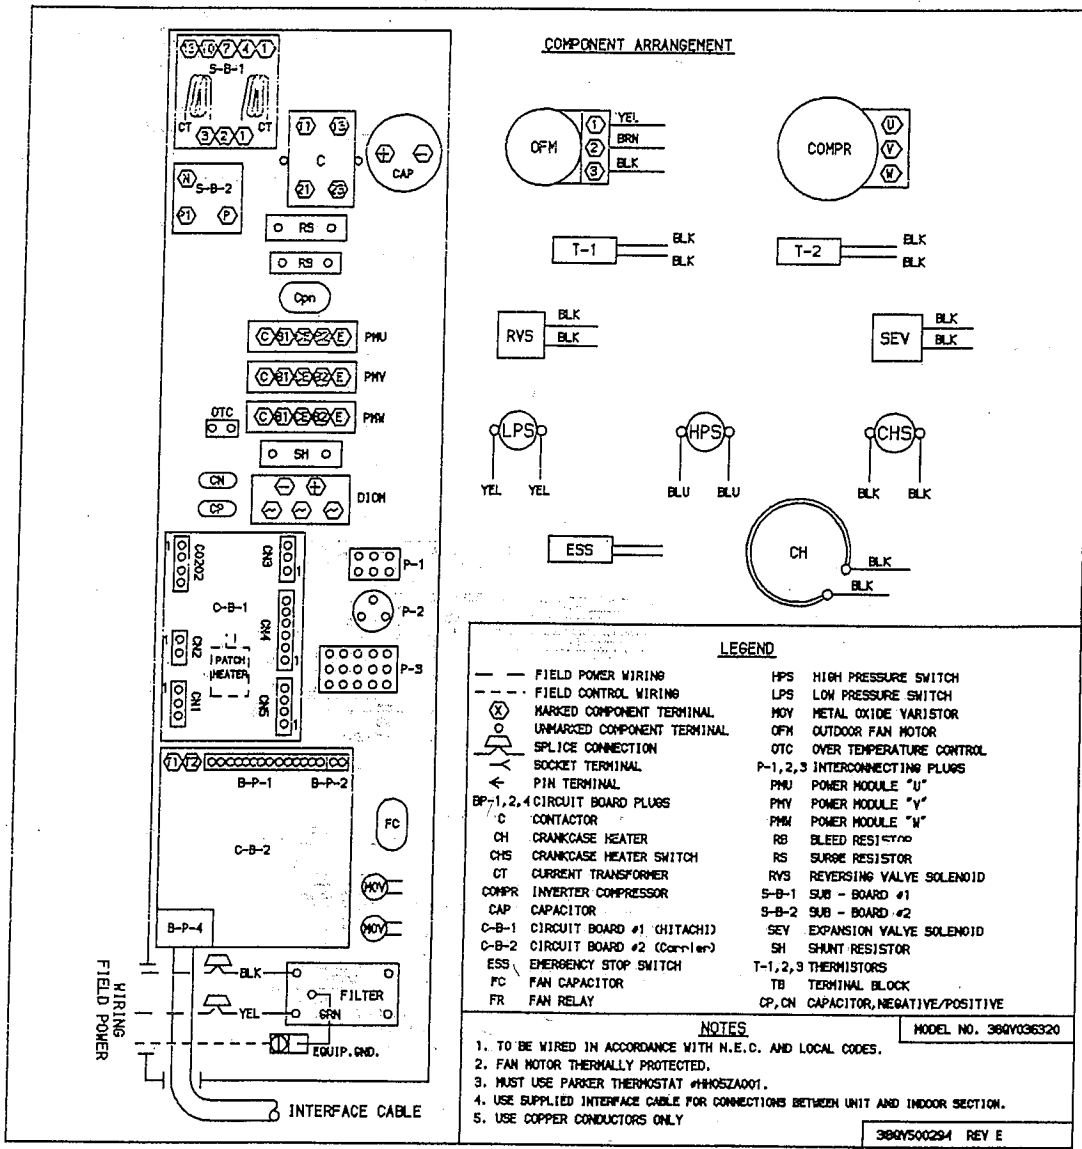 COMPONENT ARRANGEMENT
13 10 7 4 1
S-B-1
CT CT
3 2 1
11 13
C
21 23
+ -
CAP
N
S-B-2
P1 P
RS
RB
Cpn
C B1 CE B2 E PMU
C B1 CE B2 E PMV
C B1 CE B2 E PMW
OTC
SH
CN
CP
- +
~ ~ ~
DIOM
OFM
1 YEL
2 BRN
3 BLK
COMPR
U
V
W
T-1
BLK
BLK
T-2
BLK
BLK
RVS
BLK
BLK
SEV
BLK
BLK
LPS
YEL YEL
HPS
BLU BLU
CHS
BLK BLK
ESS
CH
BLK
BLK
1
CQ202
CN3
1
C-B-1
1
CN2
CN4
1
PATCH
HEATER
1
CN1
CN5
1
P-1
P-2
P-3
T1 T2
B-P-1 B-P-2
C-B-2
FC
MOV
MOV
B-P-4
BLK
YEL
FILTER
GRN
EQUIP.GND.
FIELD POWER
WIRING
INTERFACE CABLE
LEGEND
FIELD POWER WIRING
FIELD CONTROL WIRING
X MARKED COMPONENT TERMINAL
UNMARKED COMPONENT TERMINAL
SPLICE CONNECTION
SOCKET TERMINAL
PIN TERMINAL
BP-1,2,4 CIRCUIT BOARD PLUGS
C CONTACTOR
CH CRANKCASE HEATER
CHS CRANKCASE HEATER SWITCH
CT CURRENT TRANSFORMER
COMPR INVERTER COMPRESSOR
CAP CAPACITOR
C-B-1 CIRCUIT BOARD #1 (HITACHI)
C-B-2 CIRCUIT BOARD #2 (Carrier)
ESS EMERGENCY STOP SWITCH
FC FAN CAPACITOR
FR FAN RELAY
HPS HIGH PRESSURE SWITCH
LPS LOW PRESSURE SWITCH
MOV METAL OXIDE VARISTOR
OFM OUTDOOR FAN MOTOR
OTC OVER TEMPERATURE CONTROL
P-1,2,3 INTERCONNECTING PLUGS
PMU POWER MODULE "U"
PMV POWER MODULE "V"
PMW POWER MODULE "W"
RB BLEED RESISTOR
RS SURGE RESISTOR
RVS REVERSING VALVE SOLENOID
S-B-1 SUB - BOARD #1
S-B-2 SUB - BOARD #2
SEV EXPANSION VALVE SOLENOID
SH SHUNT RESISTOR
T-1,2,3 THERMISTORS
TB TERMINAL BLOCK
CP,CN CAPACITOR,NEGATIVE/POSITIVE
NOTES
MODEL NO. 38QV036320
1. TO BE WIRED IN ACCORDANCE WITH N.E.C. AND LOCAL CODES.
2. FAN MOTOR THERMALLY PROTECTED.
3. MUST USE PARKER THERMOSTAT #HH05ZA001.
4. USE SUPPLIED INTERFACE CABLE FOR CONNECTIONS BETWEEN UNIT AND INDOOR SECTION.
5. USE COPPER CONDUCTORS ONLY
38QV500294 REV E